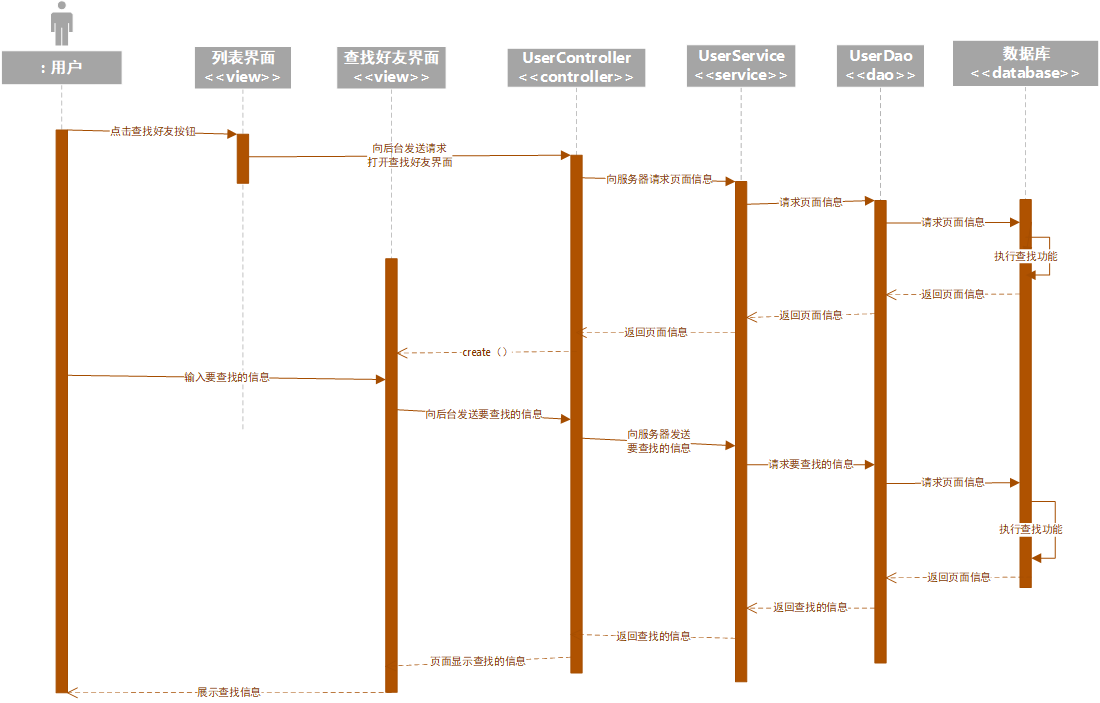 ：用户
列表界面
<<view>>
查找好友界面
<<view>>
UserController
<<controller>>
UserService
<<service>>
UserDao
<<dao>>
数据库
<<database>>
点击查找好友按钮
向后台发送请求
打开查找好友界面
向服务器请求页面信息
请求页面信息
请求页面信息
执行查找功能
返回页面信息
返回页面信息
返回页面信息
create（）
输入要查找的信息
向后台发送要查找的信息
向服务器发送
要查找的信息
请求要查找的信息
请求页面信息
执行查找功能
返回页面信息
返回查找的信息
返回查找的信息
页面显示查找的信息
展示查找信息